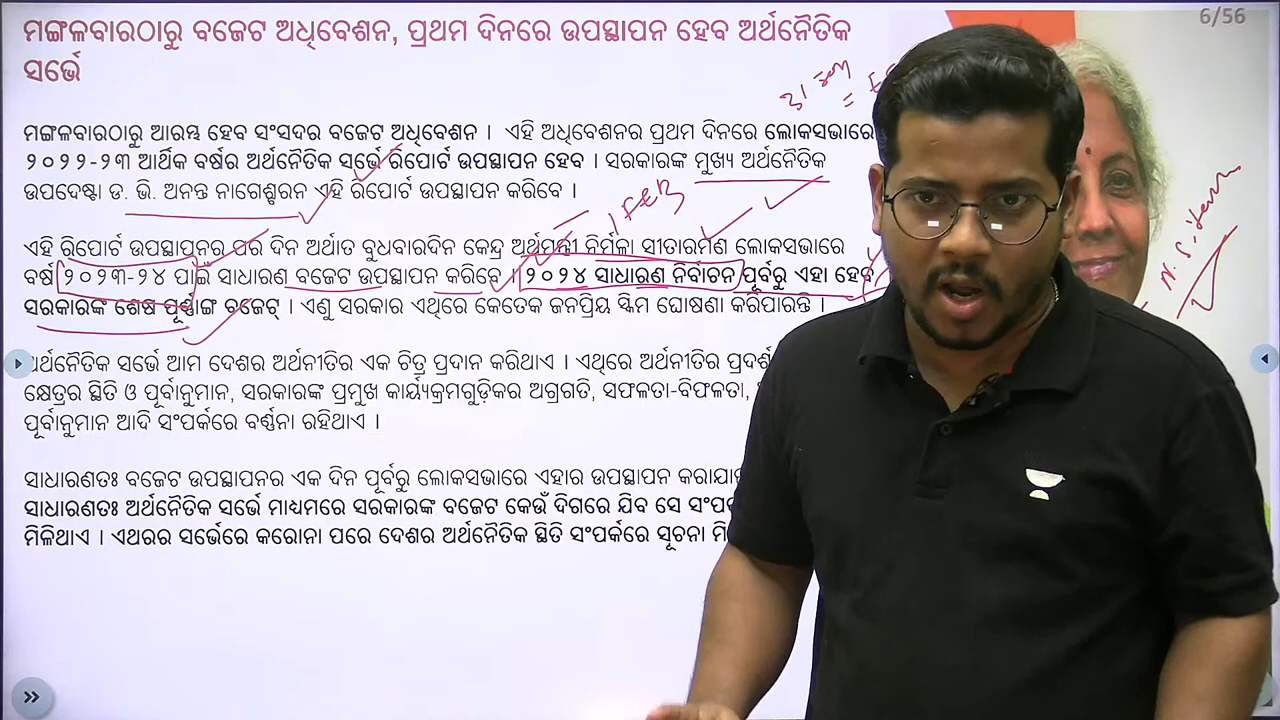 6/56
ମଙ୍ଗଳବାରଠାରୁ ବଜେଟ ଅଧିବେଶନ, ପ୍ରଥମ ଦିନରେ ଉପସ୍ଥାପନ ହେବ ଅର୍ଥନୈତିକ
ସର୍ଭେ
31 Jan
=
ମଙ୍ଗଳବାରଠାରୁ ଆରମ୍ଭ ହେବ ସଂସଦର ବଜେଟ ଅଧିବେଶନ । ଏହି ଅଧିବେଶନର ପ୍ରଥମ ଦିନରେ ଲୋକସଭାରେ
୨୦୨୨-୨୩ ଆର୍ଥିକ ବର୍ଷର ଅର୍ଥନୈତିକ ସର୍ଭେ ରିପୋର୍ଟ ଉପସ୍ଥାପନ ହେବ । ସରକାରଙ୍କ ମୁଖ୍ୟ ଅର୍ଥନୈତିକ
ଉପଦେଷ୍ଟା ଡ. ଭି. ଅନନ୍ତ ନାଗେଶ୍ବରନ ଏହି ରିପୋର୍ଟ ଉପସ୍ଥାପନ କରିବେ ।
1 FEB
ଏହି ରିପୋର୍ଟ ଉପସ୍ଥାପନର ପର ଦିନ ଅର୍ଥାତ ବୁଧବାରଦିନ କେନ୍ଦ୍ର ଅର୍ଥମନ୍ତ୍ରୀ ନିର୍ମଳା ସୀତାରମଣ ଲୋକସଭାରେ
ବର୍ଷ ୨୦୨୩-୨୪ ପାଇଁ ସାଧାରଣ ବଜେଟ ଉପସ୍ଥାପନ କରିବେ । ୨୦୨୪ ସାଧାରଣ ନିର୍ବାଚନ ପୂର୍ବରୁ ଏହା ହେବ
ସରକାରଙ୍କ ଶେଷ ପୂର୍ଣ୍ଣାଙ୍ଗ ବଜେଟ୍ । ଏଣୁ ସରକାର ଏଥିରେ କେତେକ ଜନପ୍ରିୟ ସ୍କିମ ଘୋଷଣା କରିପାରନ୍ତି ।
N. S. Raman
ଅର୍ଥନୈତିକ ସର୍ଭେ ଆମ ଦେଶର ଅର୍ଥନୀତିର ଏକ ଚିତ୍ର ପ୍ରଦାନ କରିଥାଏ । ଏଥିରେ ଅର୍ଥନୀତିର
କ୍ଷେତ୍ରର ସ୍ଥିତି ଓ ପୂର୍ବାନୁମାନ, ସରକାରଙ୍କ ପ୍ରମୁଖ କାର୍ଯ୍ୟକ୍ରମଗୁଡ଼ିକର ଅଗ୍ରଗତି, ସଫଳତା-ବିଫଳତା,
ପୂର୍ବାନୁମାନ ଆଦି ସଂପର୍କରେ ବର୍ଣ୍ଣନା ରହିଥାଏ ।
ସାଧାରଣତଃ ବଜେଟ ଉପସ୍ଥାପନର ଏକ ଦିନ ପୂର୍ବରୁ ଲୋକସଭାରେ ଏହାର ଉପସ୍ଥାପନ
ସାଧାରଣତଃ ଅର୍ଥନୈତିକ ସର୍ଭେ ମାଧ୍ୟମରେ ସରକାରଙ୍କ ବଜେଟ କେଉଁ ଦିଗରେ ଯିବ ସେ
ମିଳିଥାଏ । ଏଥରର ସର୍ଭେରେ କରୋନା ପରେ ଦେଶର ଅର୍ଥନୈତିକ ସ୍ଥିତି ସଂପର୍କରେ ସୂଚନା